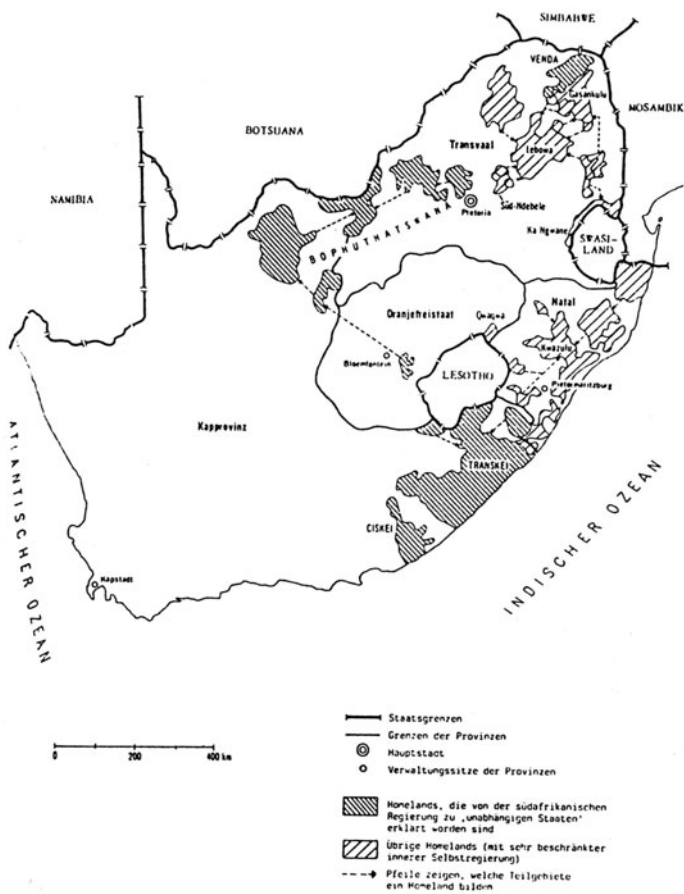 SIMBABWE
VENDA
Gasankulu
MOSAMBIK
BOTSUANA
Transvaal
Lebowa
NAMIBIA
Pretoria
Süd-Ndebele
BOPHUTHATSWANA
Ka Ngwane
SWASI-
LAND
Oranjefreistaat
Qwaqwa
Natal
Kwazulu
Bloemfontein
LESOTHO
Pietermaritzburg
Kapprovinz
ATLANTISCHER OZEAN
TRANSKEI
INDISCHER OZEAN
CISKEI
Kapstadt
0 200 400 km
Staatsgrenzen
Grenzen der Provinzen
Hauptstadt
Verwaltungssitze der Provinzen
Homelands, die von der südafrikanischen
Regierung zu ‚unabhängigen Staaten'
erklärt worden sind
Übrige Homelands (mit sehr beschränkter
innerer Selbstregierung)
Pfeile zeigen, welche Teilgebiete
ein Homeland bilden